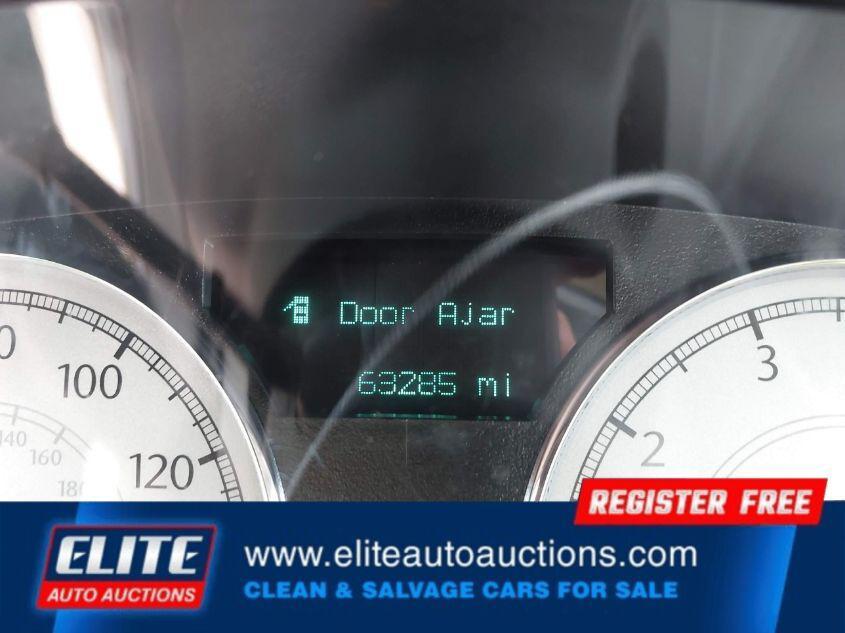 Door Ajar
63285 mi
100
120
140
160
180
3
2
REGISTER FREE
ELITE
AUTO AUCTIONS
www.eliteautoauctions.com
CLEAN & SALVAGE CARS FOR SALE